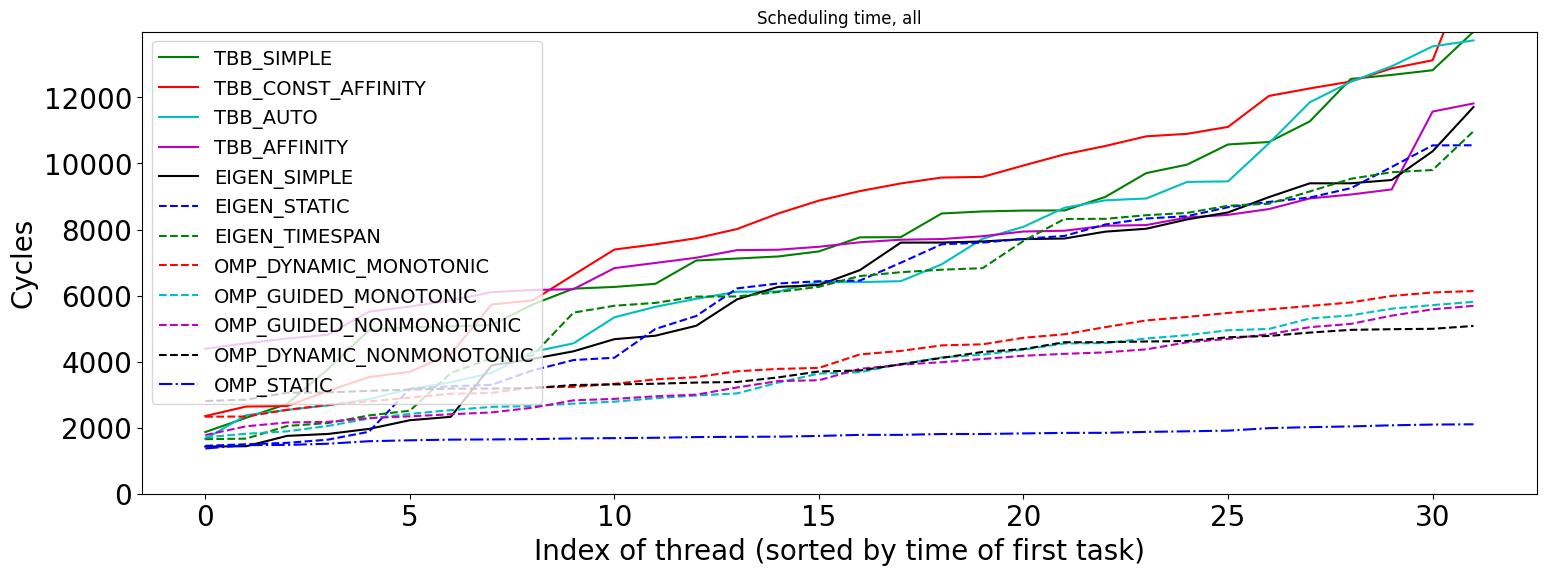 Scheduling time, all
TBB_SIMPLE
TBB_CONST_AFFINITY
TBB_AUTO
TBB_AFFINITY
EIGEN_SIMPLE
EIGEN_STATIC
EIGEN_TIMESPAN
OMP_DYNAMIC_MONOTONIC
OMP_GUIDED_MONOTONIC
OMP_GUIDED_NONMONOTONIC
OMP_DYNAMIC_NONMONOTONIC
OMP_STATIC
Cycles
12000
10000
8000
6000
4000
2000
0
0 5 10 15 20 25 30
Index of thread (sorted by time of first task)